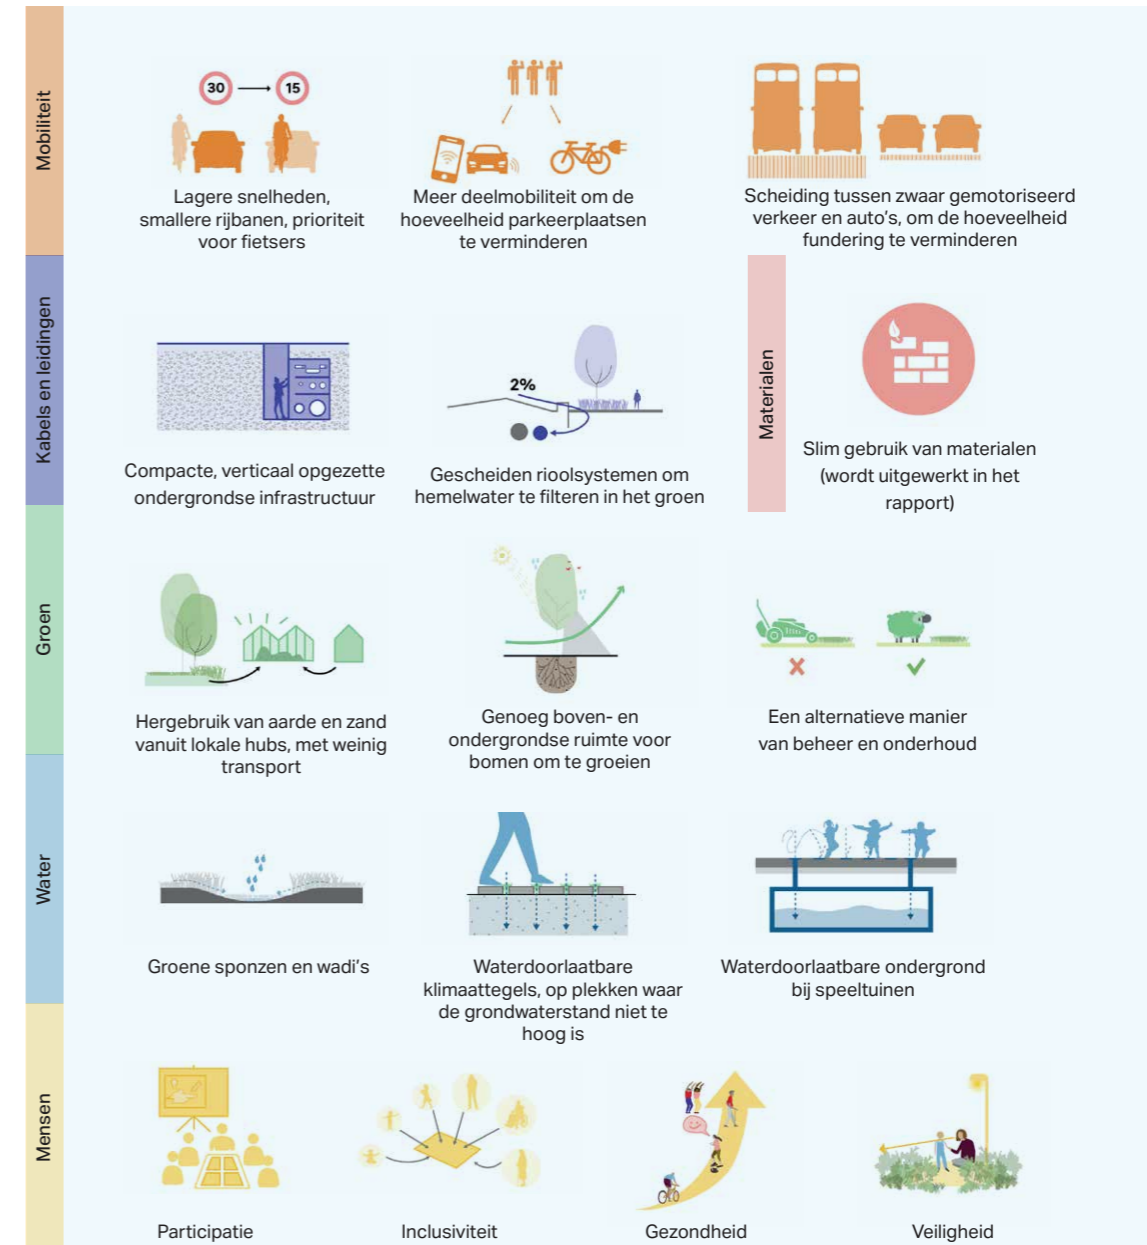 Mobiliteit
30
15
Lagere snelheden,
smallere rijbanen, prioriteit
voor fietsers
Meer deelmobiliteit om de
hoeveelheid parkeerplaatsen
te verminderen
Scheiding tussen zwaar gemotoriseerd
verkeer en auto's, om de hoeveelheid
fundering te verminderen
Kabels en leidingen
Compacte, verticaal opgezette
ondergrondse infrastructuur
2%
Gescheiden rioolsystemen om
hemelwater te filteren in het groen
Materialen
Slim gebruik van materialen
(wordt uitgewerkt in het
rapport)
Groen
Hergebruik van aarde en zand
vanuit lokale hubs, met weinig
transport
Genoeg boven- en
ondergrondse ruimte voor
bomen om te groeien
Een alternatieve manier
van beheer en onderhoud
Water
Groene sponzen en wadi's
Waterdoorlaatbare
klimaattegels, op plekken waar
de grondwaterstand niet te
hoog is
Waterdoorlaatbare ondergrond
bij speeltuinen
Mensen
Participatie
Inclusiviteit
Gezondheid
Veiligheid